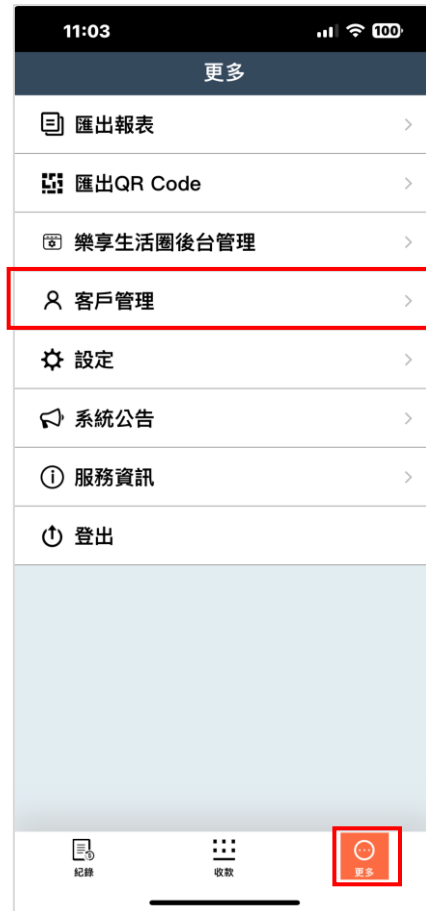 11:03
100
更多
匯出報表
匯出QR Code
樂享生活圈後台管理
客戶管理
設定
系統公告
服務資訊
登出
紀錄
收款
更多